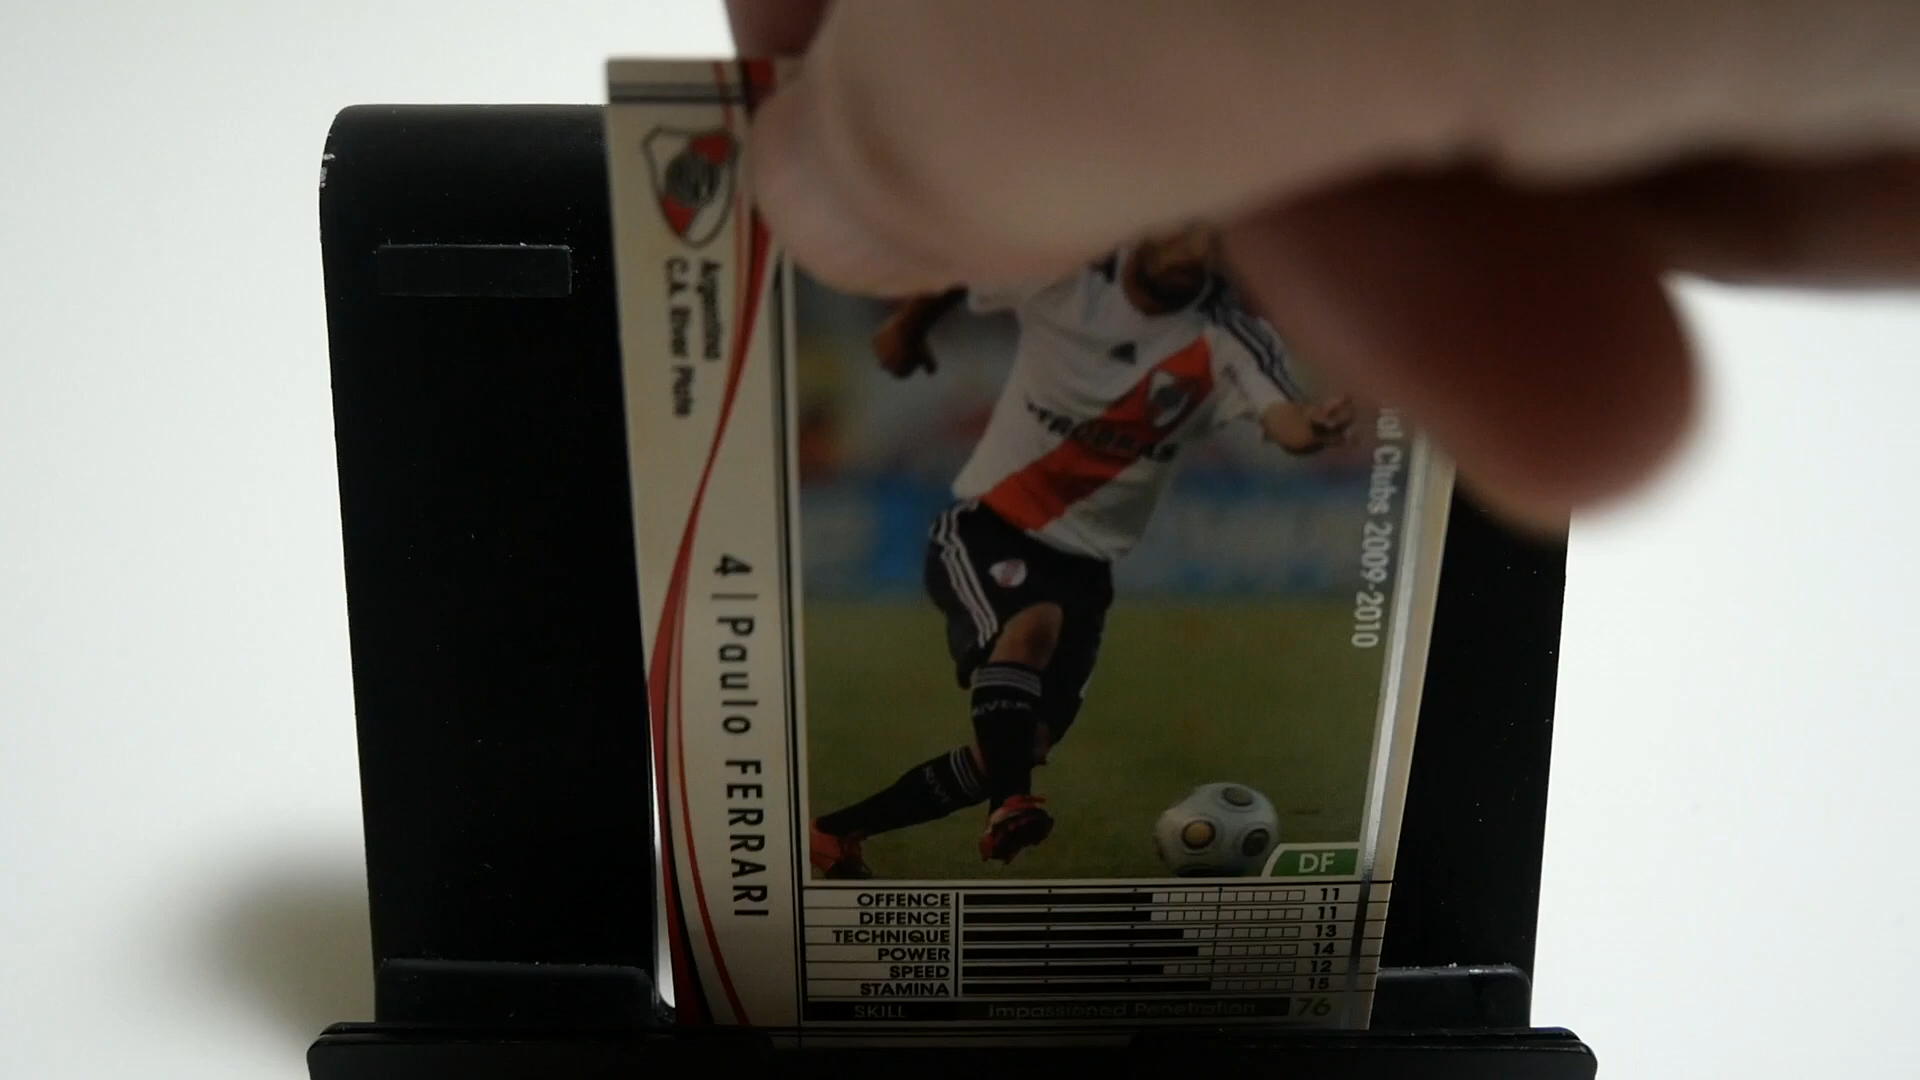 Argentina
C.A. River Plate
4 | Paulo FERRARI
Clubs 2009-2010
DF
OFFENCE 11
DEFENCE 11
TECHNIQUE 13
POWER 14
SPEED 12
STAMINA 15
SKILL Impassioned Penetration 76